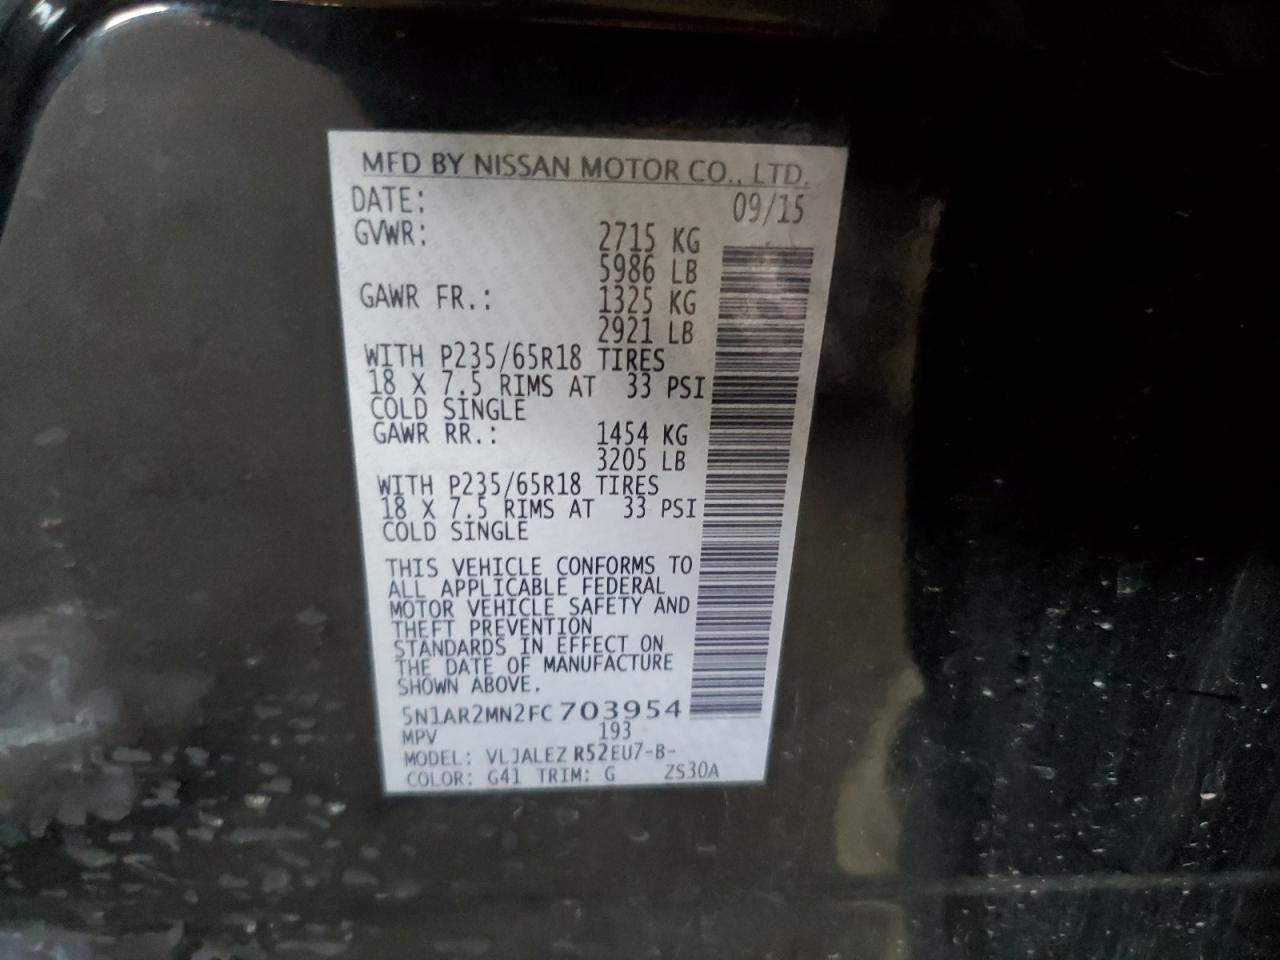 MFD BY NISSAN MOTOR CO., LTD.
DATE: 09/15
GVWR: 2715 KG
5986 LB
GAWR FR.: 1325 KG
2921 LB
WITH P235/65R18 TIRES
18 X 7.5 RIMS AT 33 PSI
COLD SINGLE
GAWR RR.: 1454 KG
3205 LB
WITH P235/65R18 TIRES
18 X 7.5 RIMS AT 33 PSI
COLD SINGLE
THIS VEHICLE CONFORMS TO
ALL APPLICABLE FEDERAL
MOTOR VEHICLE SAFETY AND
THEFT PREVENTION
STANDARDS IN EFFECT ON
THE DATE OF MANUFACTURE
SHOWN ABOVE.
5N1AR2MN2FC703954
MPV 193
MODEL: VLJALEZ R52EU7-B-
COLOR: G41 TRIM: G ZS30A